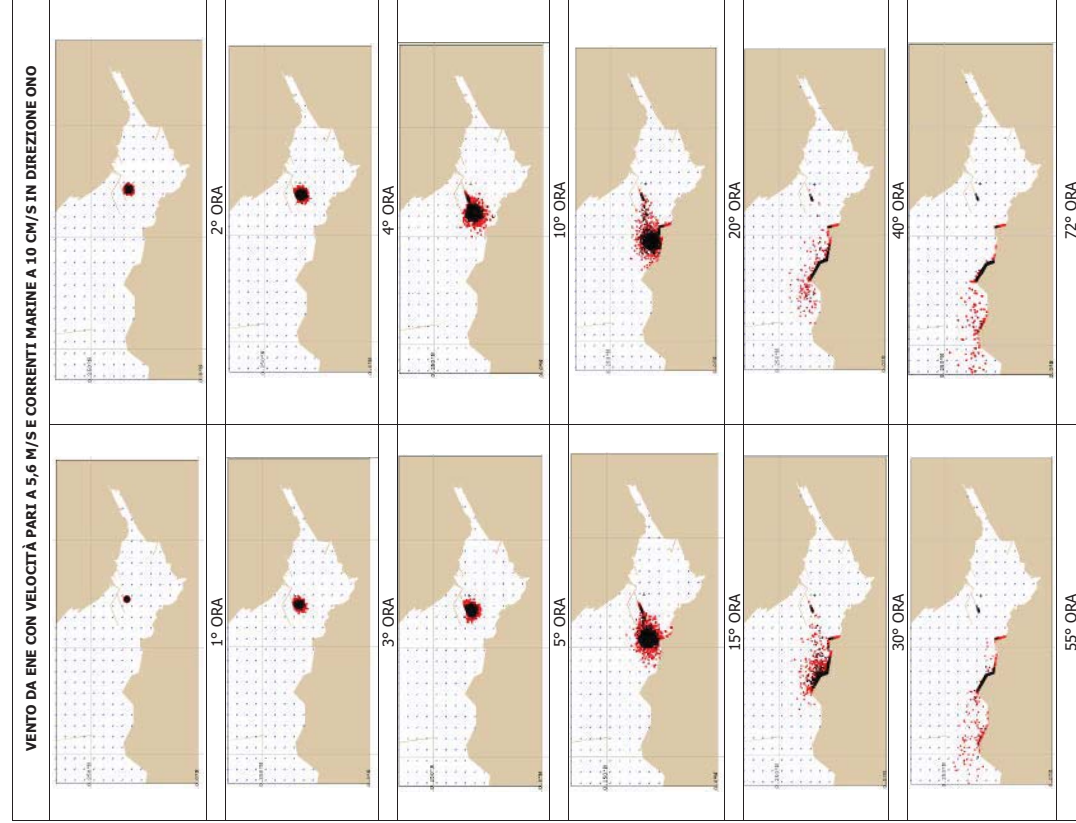 VENTO DA ENE CON VELOCITÀ PARI A 5,6 M/S E CORRENTI MARINE A 10 CM/S IN DIREZIONE ONO
1° ORA
2° ORA
3° ORA
4° ORA
5° ORA
10° ORA
15° ORA
20° ORA
30° ORA
40° ORA
55° ORA
72° ORA